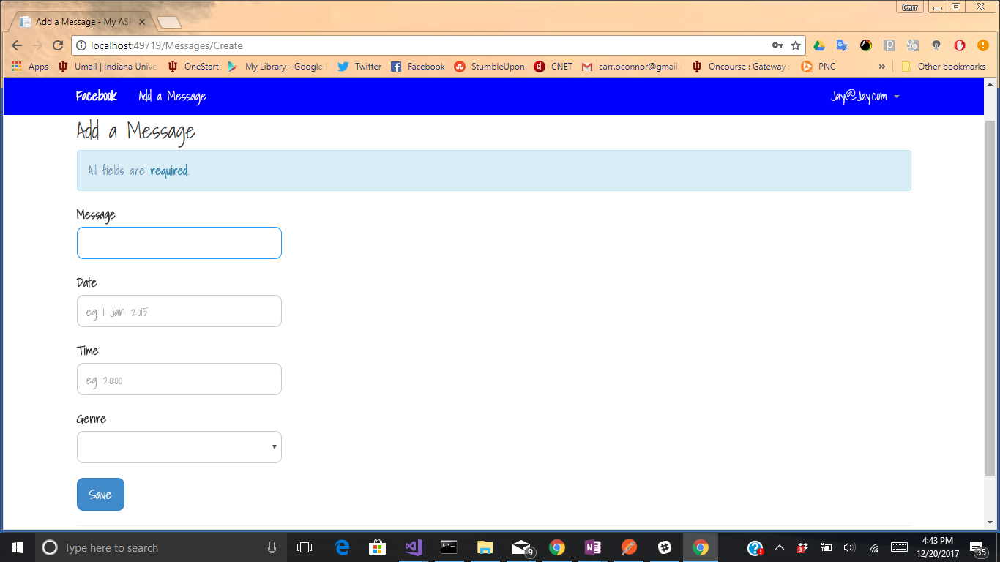 Carr
Add a Message - My ASP
localhost:49719/Messages/Create
Apps Umail | Indiana Unive OneStart My Library - Google Twitter Facebook StumbleUpon CNET carr.oconnor@gmail. Oncourse : Gateway PNC » Other bookmarks
Facebook Add a Message Jay@Jay.com
Add a Message
All fields are required.
Message
Date
eg 1 Jan 2015
Time
eg 20:00
Genre
Save
Type here to search
9
4:43 PM
12/20/2017
35